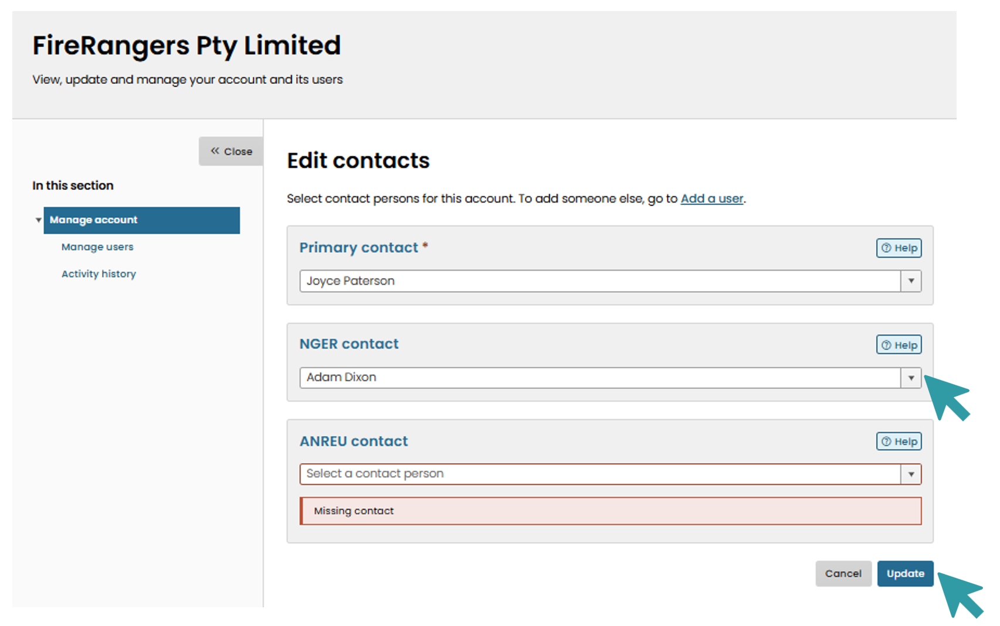 FireRangers Pty Limited
View, update and manage your account and its users
Close
In this section
Manage account
Manage users
Activity history
Edit contacts
Select contact persons for this account. To add someone else, go to Add a user.
Primary contact *
Help
Joyce Paterson
NGER contact
Help
Adam Dixon
ANREU contact
Help
Select a contact person
Missing contact
Cancel
Update